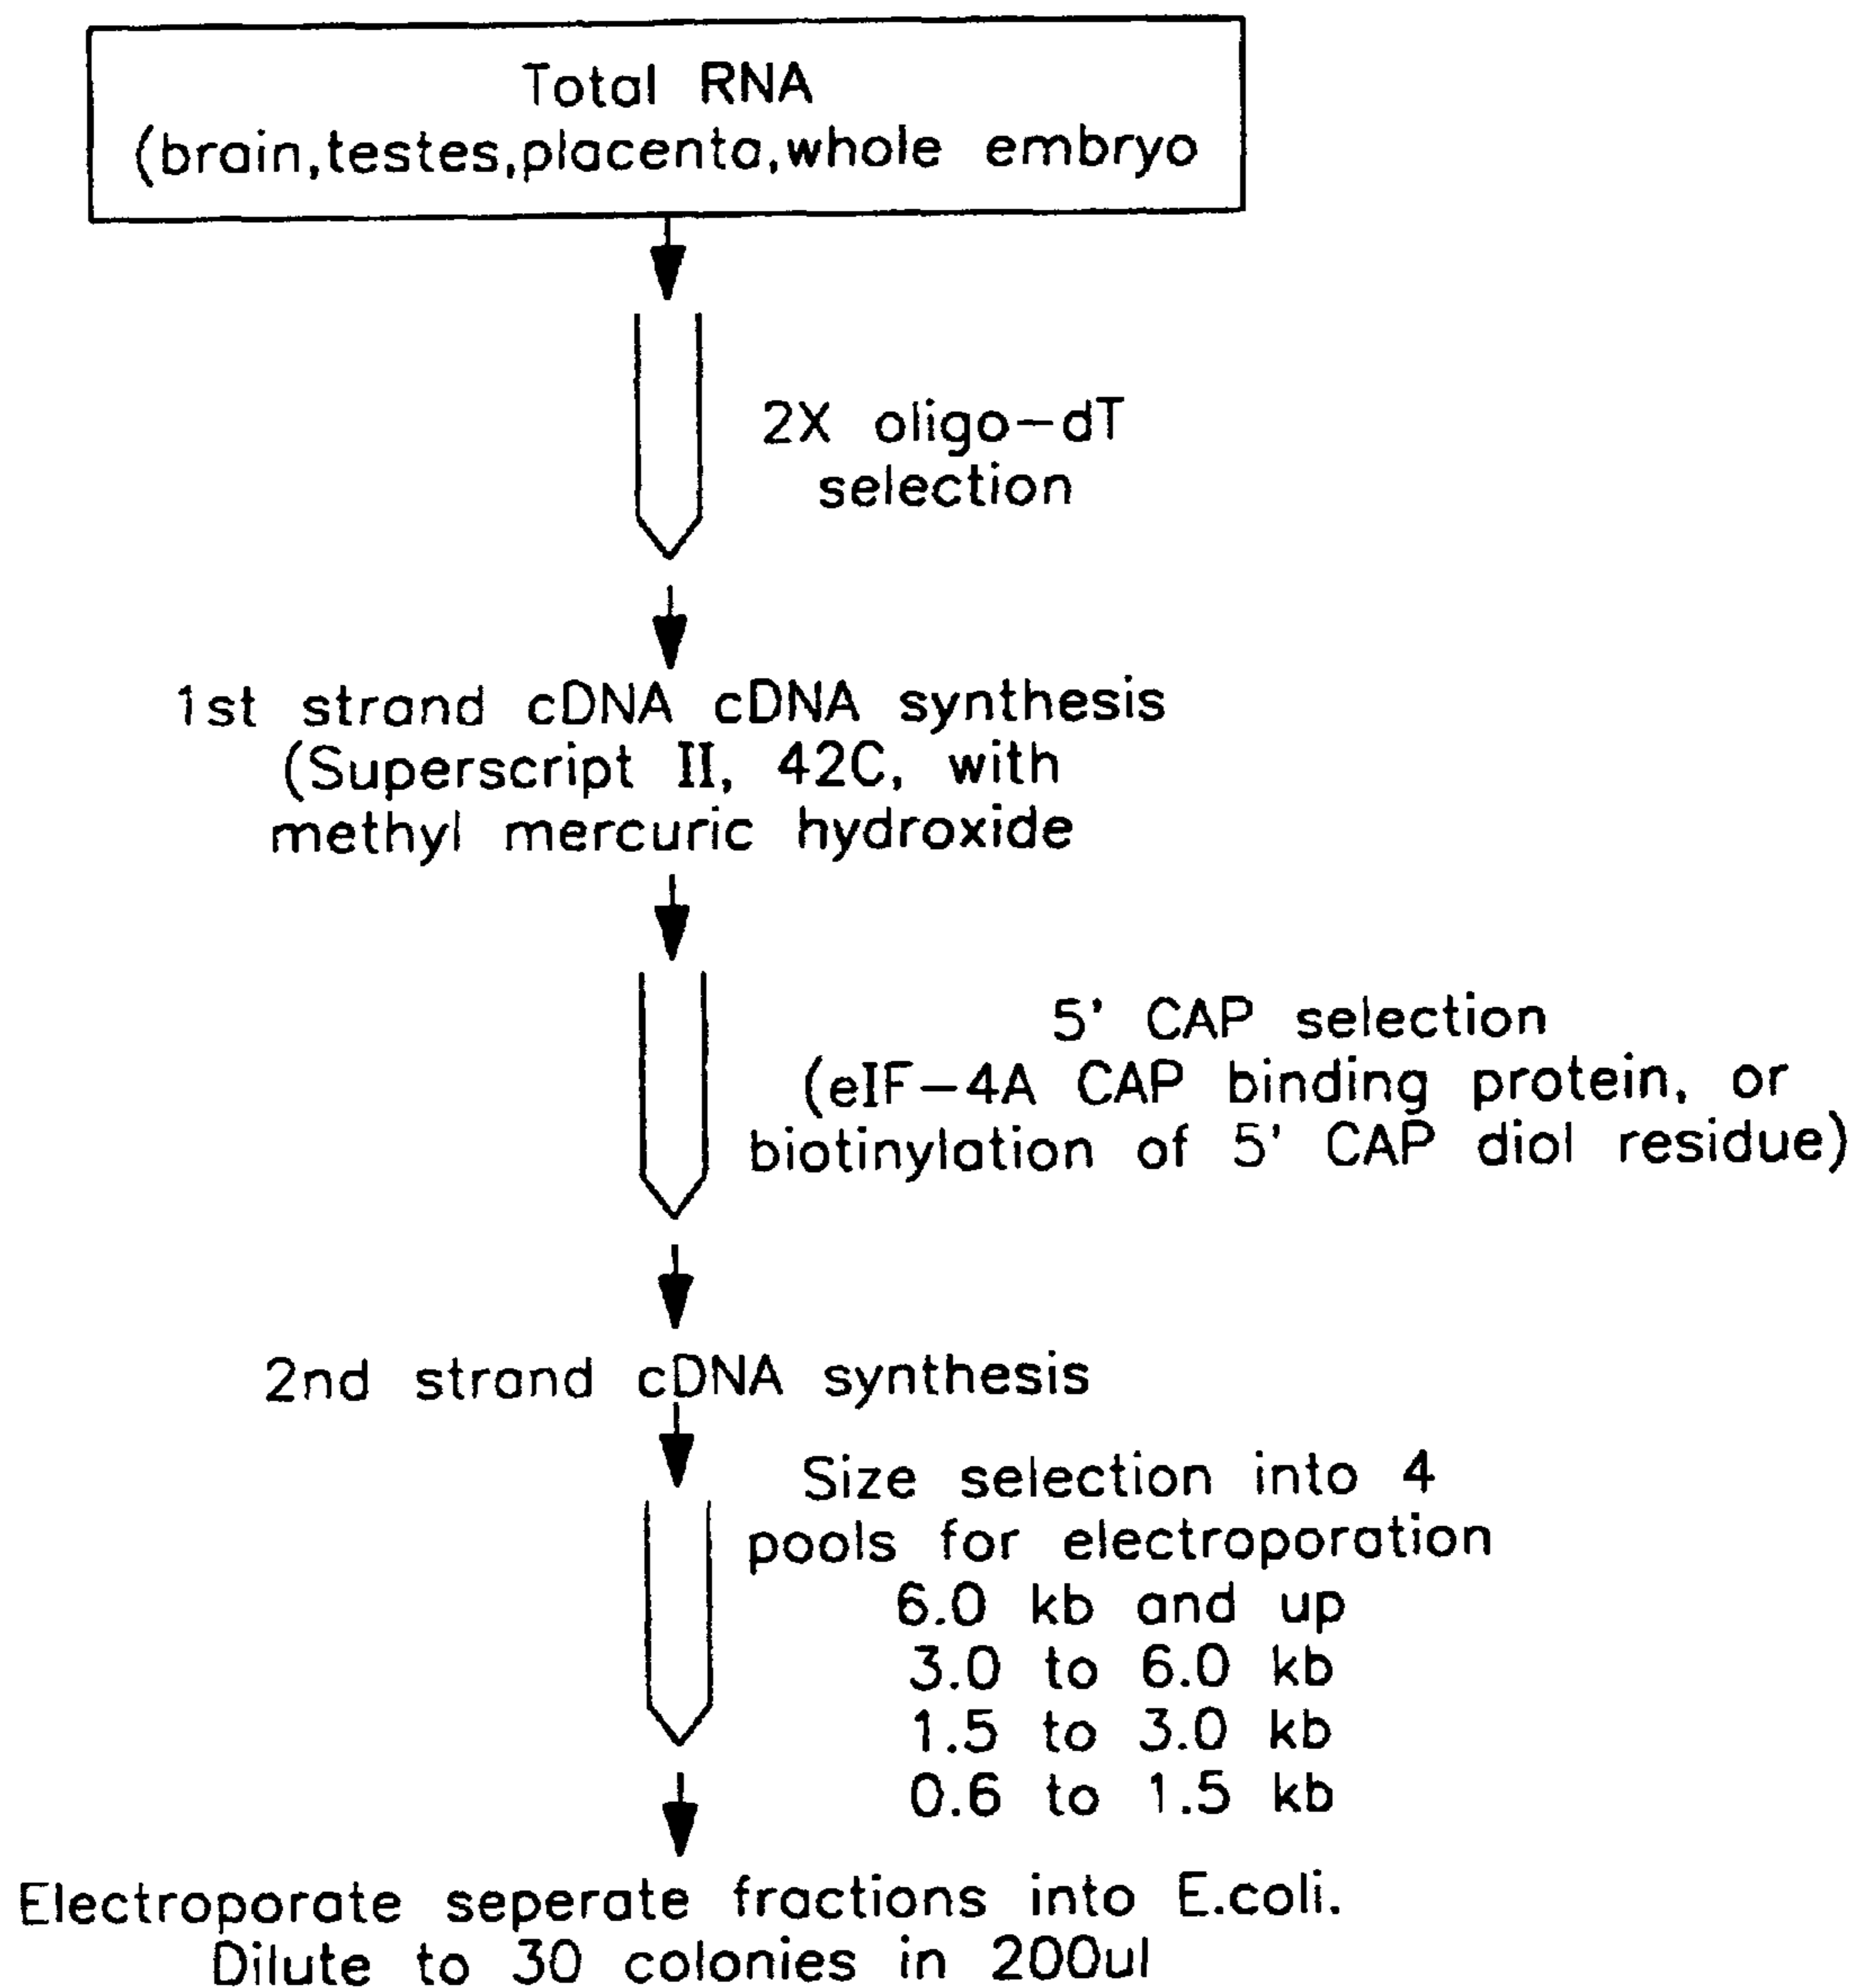 Total RNA
(brain,testes,placenta,whole embryo
2X oligo-dT
selection
1st strand cDNA cDNA synthesis
(Superscript II, 42C, with
methyl mercuric hydroxide
5' CAP selection
(eIF-4A CAP binding protein, or
biotinylation of 5' CAP diol residue)
2nd strand cDNA synthesis
Size selection into 4
pools for electroporation
6.0 kb and up
3.0 to 6.0 kb
1.5 to 3.0 kb
0.6 to 1.5 kb
Electroporate seperate fractions into E.coli.
Dilute to 30 colonies in 200ul